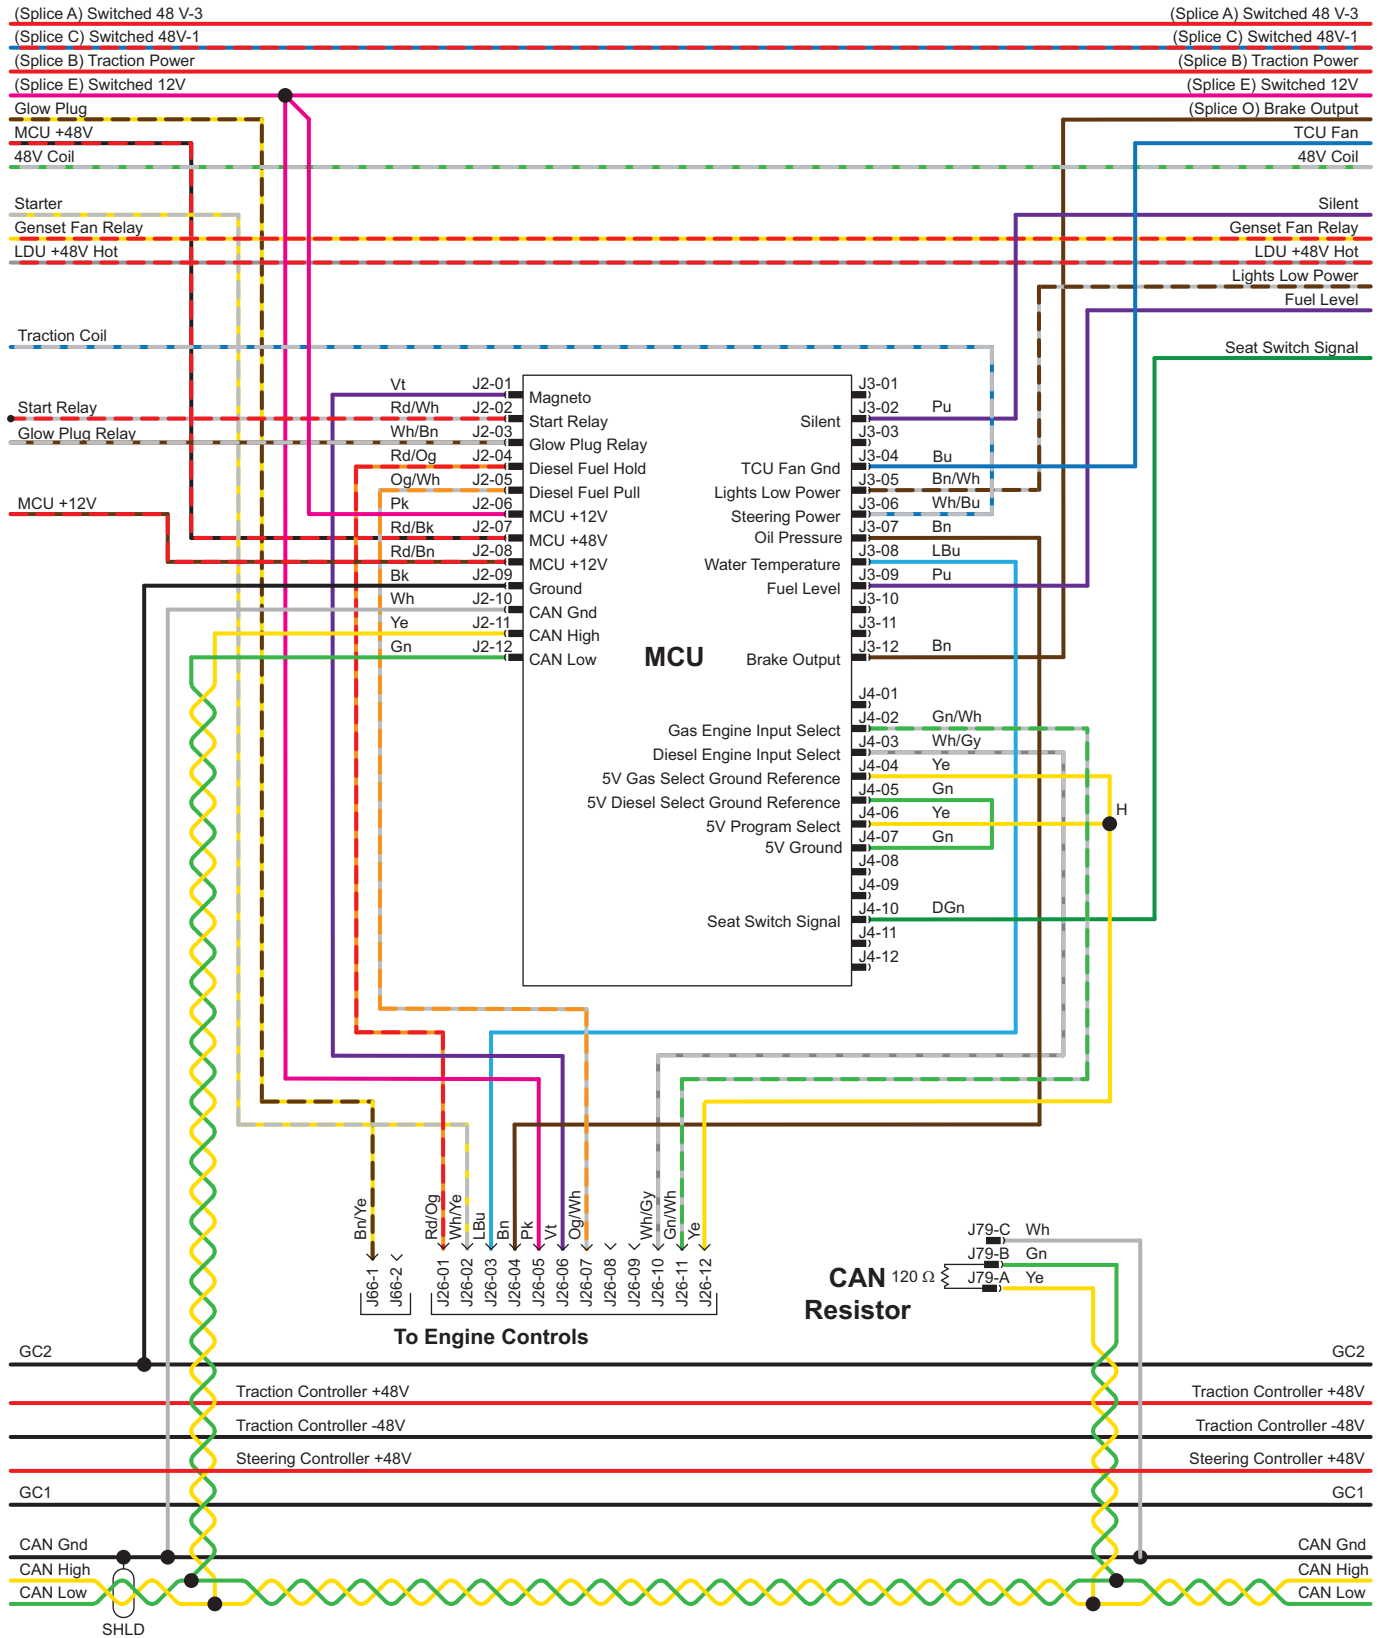 (Splice A) Switched 48 V-3 (Splice A) Switched 48 V-3
(Splice C) Switched 48V-1 (Splice C) Switched 48V-1
(Splice B) Traction Power (Splice B) Traction Power
(Splice E) Switched 12V (Splice E) Switched 12V
Glow Plug (Splice O) Brake Output
MCU +48V TCU Fan
48V Coil 48V Coil
Starter Silent
Genset Fan Relay Genset Fan Relay
LDU +48V Hot LDU +48V Hot
Lights Low Power
Fuel Level
Traction Coil Seat Switch Signal
Start Relay
Glow Plug Relay
MCU +12V
Vt J2-01 Magneto
Rd/Wh J2-02 Start Relay
Wh/Bn J2-03 Glow Plug Relay
Rd/Og J2-04 Diesel Fuel Hold
Og/Wh J2-05 Diesel Fuel Pull
Pk J2-06 MCU +12V
Rd/Bk J2-07 MCU +48V
Rd/Bn J2-08 MCU +12V
Bk J2-09 Ground
Wh J2-10 CAN Gnd
Ye J2-11 CAN High
Gn J2-12 CAN Low
MCU
J3-01
Silent J3-02 Pu
J3-03
TCU Fan Gnd J3-04 Bu
Lights Low Power J3-05 Bn/Wh
Steering Power J3-06 Wh/Bu
Oil Pressure J3-07 Bn
Water Temperature J3-08 LBu
Fuel Level J3-09 Pu
J3-10
J3-11
Brake Output J3-12 Bn
J4-01
Gas Engine Input Select J4-02 Gn/Wh
Diesel Engine Input Select J4-03 Wh/Gy
5V Gas Select Ground Reference J4-04 Ye
5V Diesel Select Ground Reference J4-05 Gn
5V Program Select J4-06 Ye
H
5V Ground J4-07 Gn
J4-08
J4-09
Seat Switch Signal J4-10 DGn
J4-11
J4-12
Bn/Ye Rd/Og Wh/Ye LBu Bn Pk Vt Og/Wh Wh/Gy Gn/Wh Ye
J66-1 J66-2 J26-01 J26-02 J26-03 J26-04 J26-05 J26-06 J26-07 J26-08 J26-09 J26-10 J26-11 J26-12
To Engine Controls
J79-C Wh
J79-B Gn
J79-A Ye
CAN 120 Ω
Resistor
GC2 GC2
Traction Controller +48V Traction Controller +48V
Traction Controller -48V Traction Controller -48V
Steering Controller +48V Steering Controller +48V
GC1 GC1
CAN Gnd CAN Gnd
CAN High CAN High
CAN Low CAN Low
SHLD